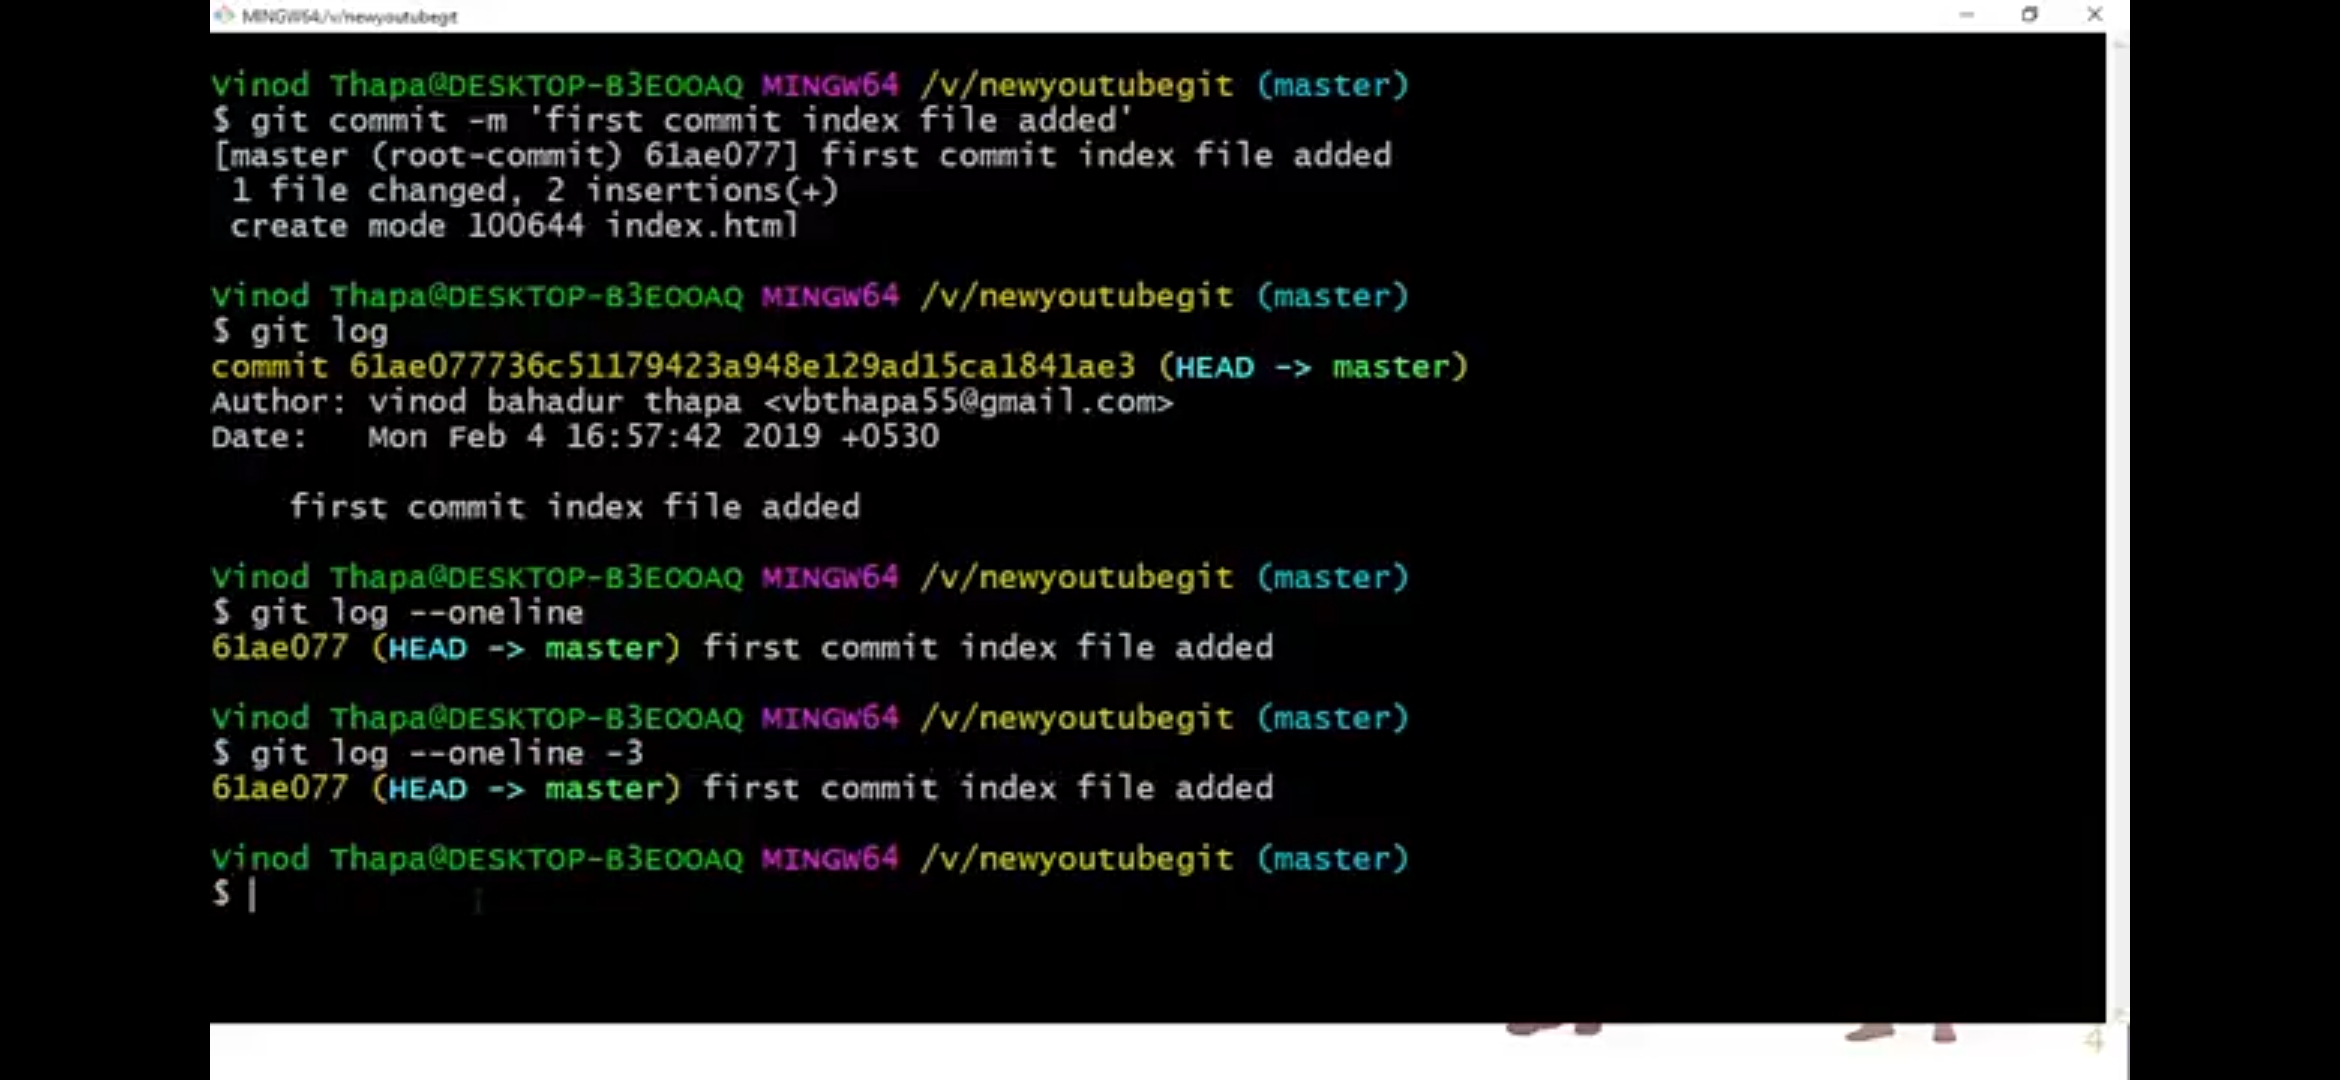 MINGW64:/v/newyoutubegit
Vinod Thapa@DESKTOP-B3EOOAQ MINGW64 /v/newyoutubegit (master)
$ git commit -m 'first commit index file added'
[master (root-commit) 61ae077] first commit index file added
 1 file changed, 2 insertions(+)
 create mode 100644 index.html
Vinod Thapa@DESKTOP-B3EOOAQ MINGW64 /v/newyoutubegit (master)
$ git log
commit 61ae077736c51179423a948e129ad15ca1841ae3 (HEAD -> master)
Author: vinod bahadur thapa <vbthapa55@gmail.com>
Date:   Mon Feb 4 16:57:42 2019 +0530
    first commit index file added
Vinod Thapa@DESKTOP-B3EOOAQ MINGW64 /v/newyoutubegit (master)
$ git log --oneline
61ae077 (HEAD -> master) first commit index file added
Vinod Thapa@DESKTOP-B3EOOAQ MINGW64 /v/newyoutubegit (master)
$ git log --oneline -3
61ae077 (HEAD -> master) first commit index file added
Vinod Thapa@DESKTOP-B3EOOAQ MINGW64 /v/newyoutubegit (master)
$
4